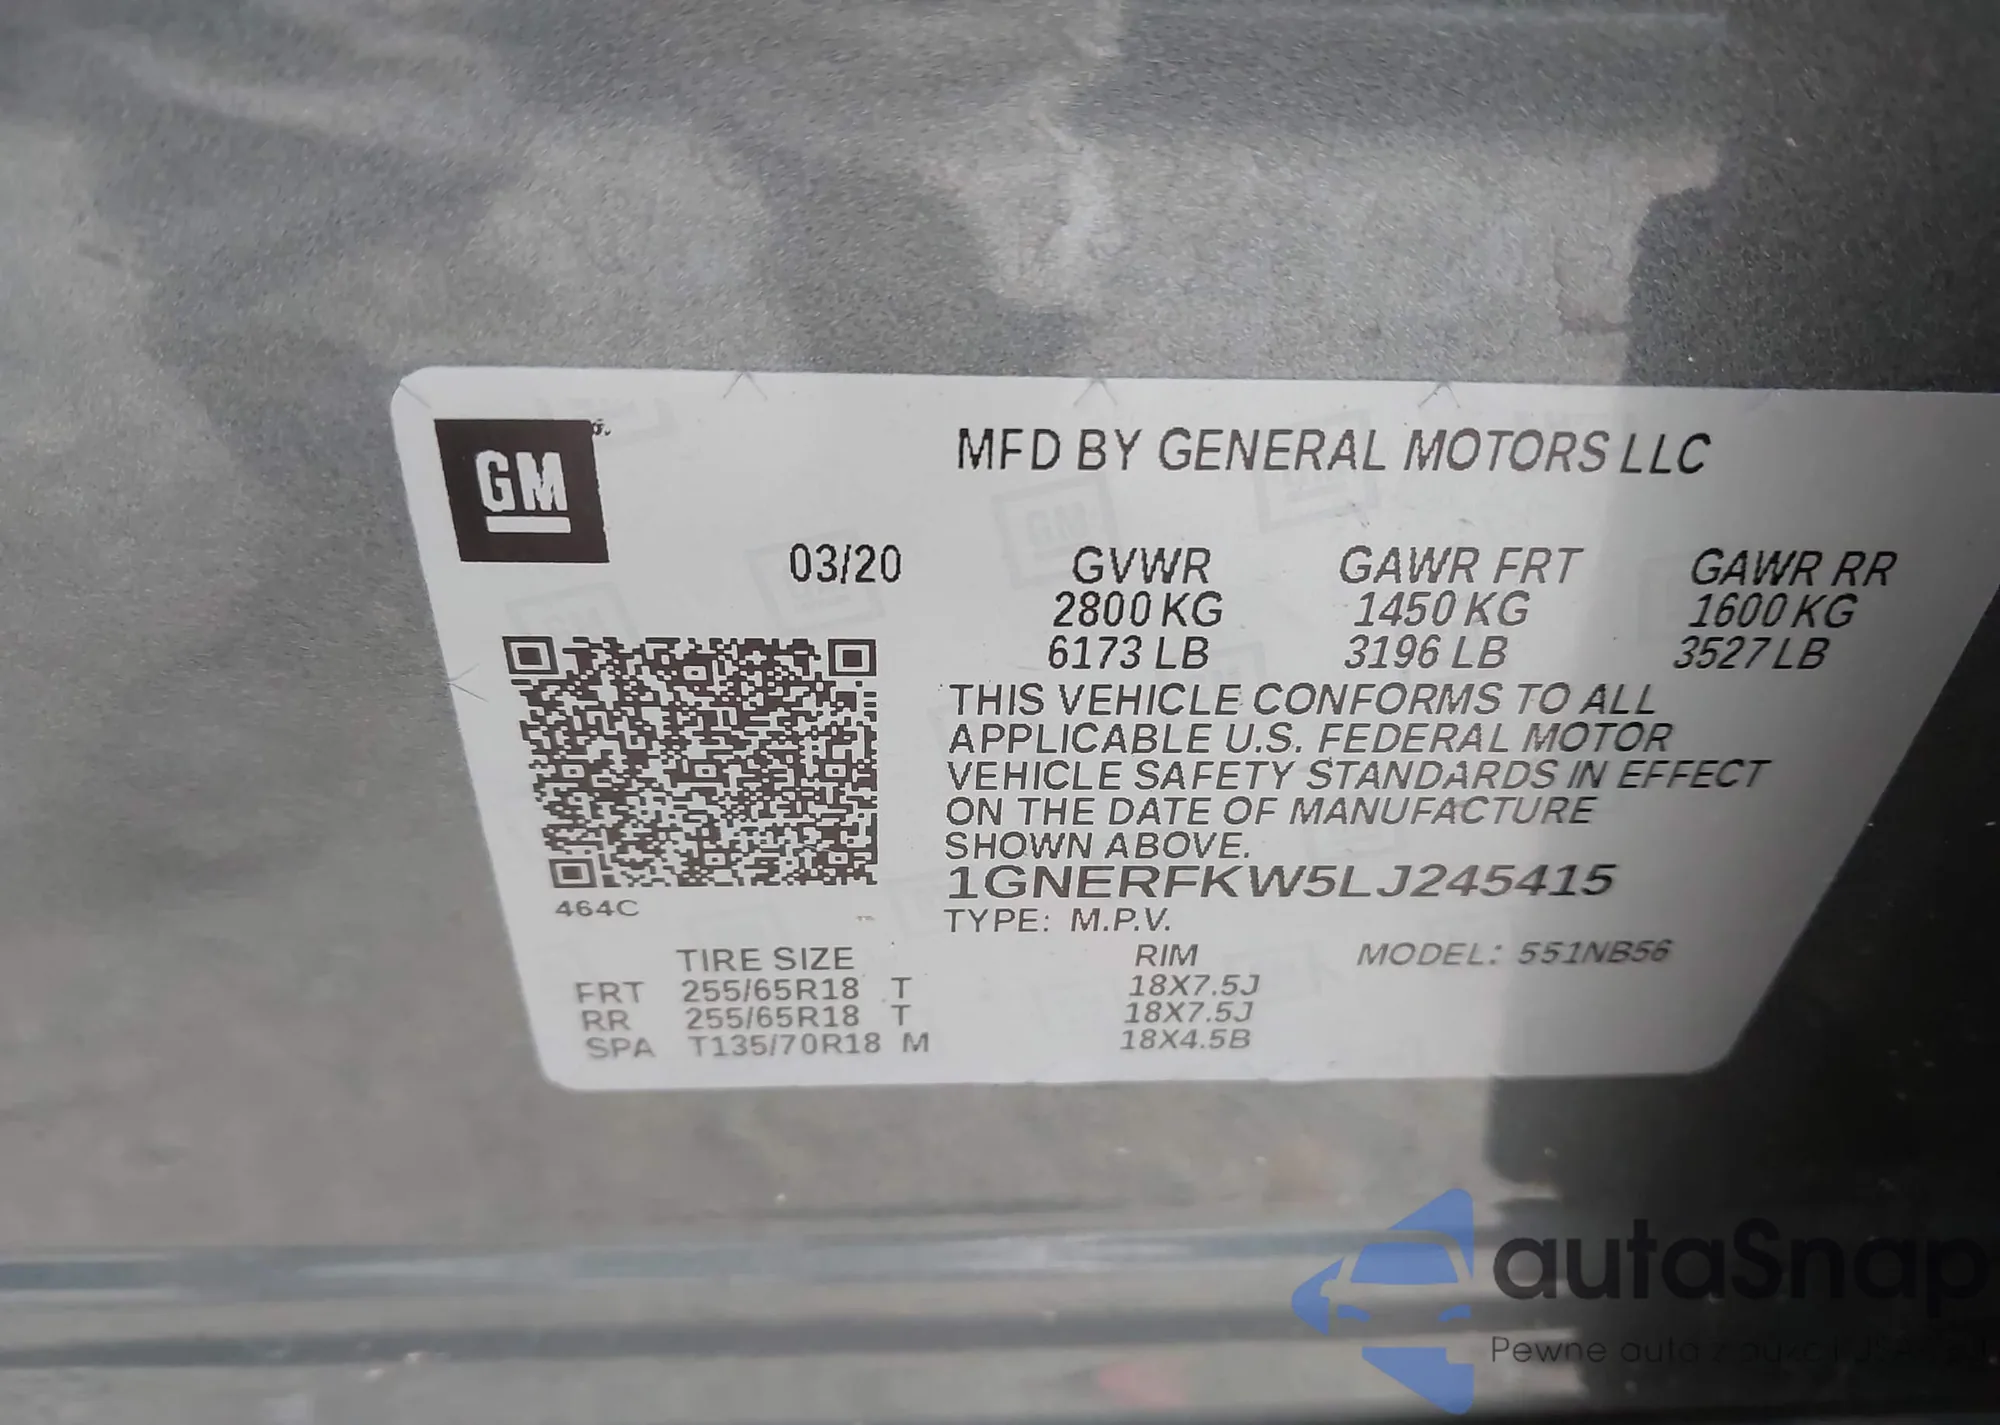 GM
MFD BY GENERAL MOTORS LLC
03/20 GVWR GAWR FRT GAWR RR
2800 KG 1450 KG 1600 KG
6173 LB 3196 LB 3527 LB
THIS VEHICLE CONFORMS TO ALL
APPLICABLE U.S. FEDERAL MOTOR
VEHICLE SAFETY STANDARDS IN EFFECT
ON THE DATE OF MANUFACTURE
SHOWN ABOVE.
1GNERFKW5LJ245415
464C
TYPE: M.P.V.
TIRE SIZE RIM MODEL: 551NB56
FRT 255/65R18 T 18X7.5J
RR 255/65R18 T 18X7.5J
SPA T135/70R18 M 18X4.5B
autaSnap
Pewne auta z